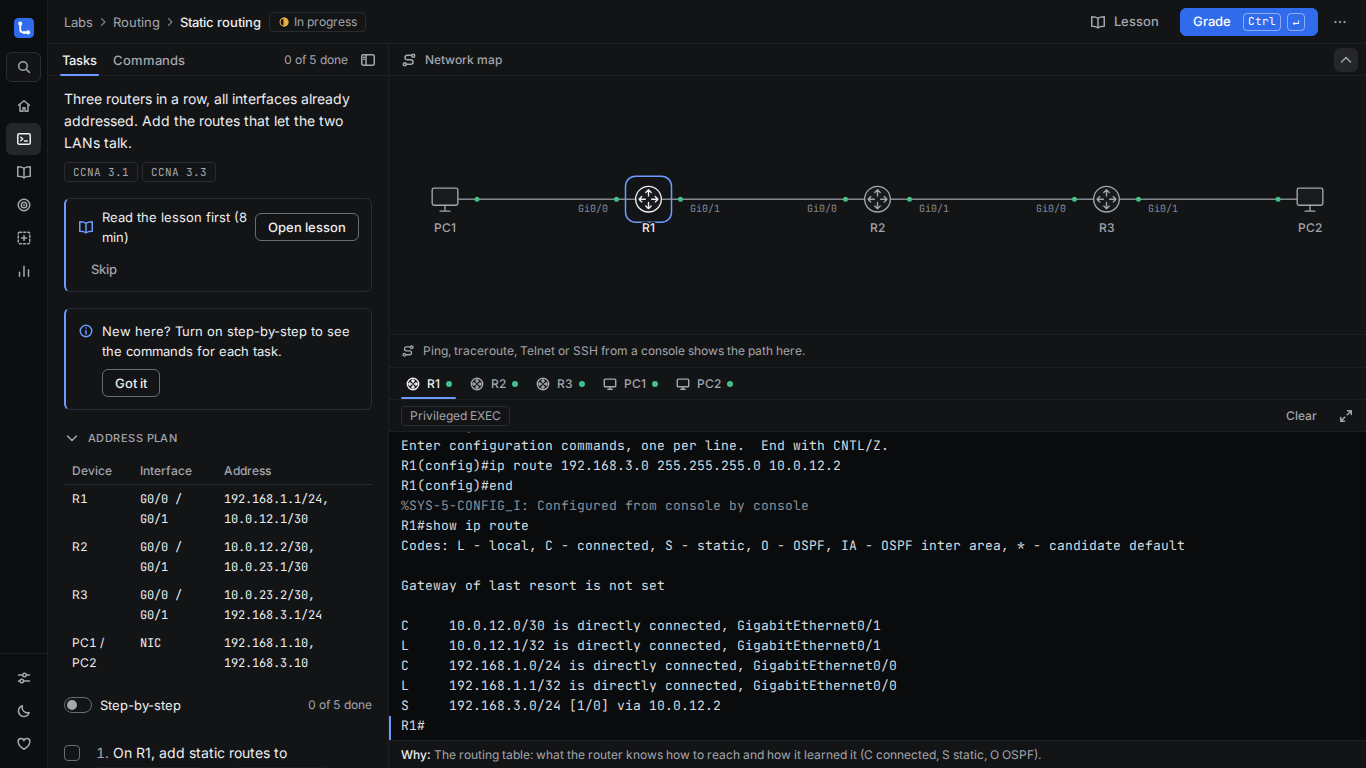 Labs > Routing > Static routing In progress
Lesson
Grade Ctrl ↵
Tasks Commands 0 of 5 done
Three routers in a row, all interfaces already
addressed. Add the routes that let the two
LANs talk.
CCNA 3.1 CCNA 3.3
Read the lesson first (8
min)
Open lesson
Skip
New here? Turn on step-by-step to see
the commands for each task.
Got it
ADDRESS PLAN
Device Interface Address
R1 G0/0 / 192.168.1.1/24,
G0/1 10.0.12.1/30
R2 G0/0 / 10.0.12.2/30,
G0/1 10.0.23.1/30
R3 G0/0 / 10.0.23.2/30,
G0/1 192.168.3.1/24
PC1 / NIC 192.168.1.10,
PC2 192.168.3.10
Step-by-step 0 of 5 done
1. On R1, add static routes to
Network map
Gi0/0 Gi0/1 Gi0/0 Gi0/1 Gi0/0 Gi0/1
PC1 R1 R2 R3 PC2
Ping, traceroute, Telnet or SSH from a console shows the path here.
R1 R2 R3 PC1 PC2
Privileged EXEC Clear
Enter configuration commands, one per line.  End with CNTL/Z.
R1(config)#ip route 192.168.3.0 255.255.255.0 10.0.12.2
R1(config)#end
%SYS-5-CONFIG_I: Configured from console by console
R1#show ip route
Codes: L - local, C - connected, S - static, O - OSPF, IA - OSPF inter area, * - candidate default
Gateway of last resort is not set
C 10.0.12.0/30 is directly connected, GigabitEthernet0/1
L 10.0.12.1/32 is directly connected, GigabitEthernet0/1
C 192.168.1.0/24 is directly connected, GigabitEthernet0/0
L 192.168.1.1/32 is directly connected, GigabitEthernet0/0
S 192.168.3.0/24 [1/0] via 10.0.12.2
R1#
Why: The routing table: what the router knows how to reach and how it learned it (C connected, S static, O OSPF).